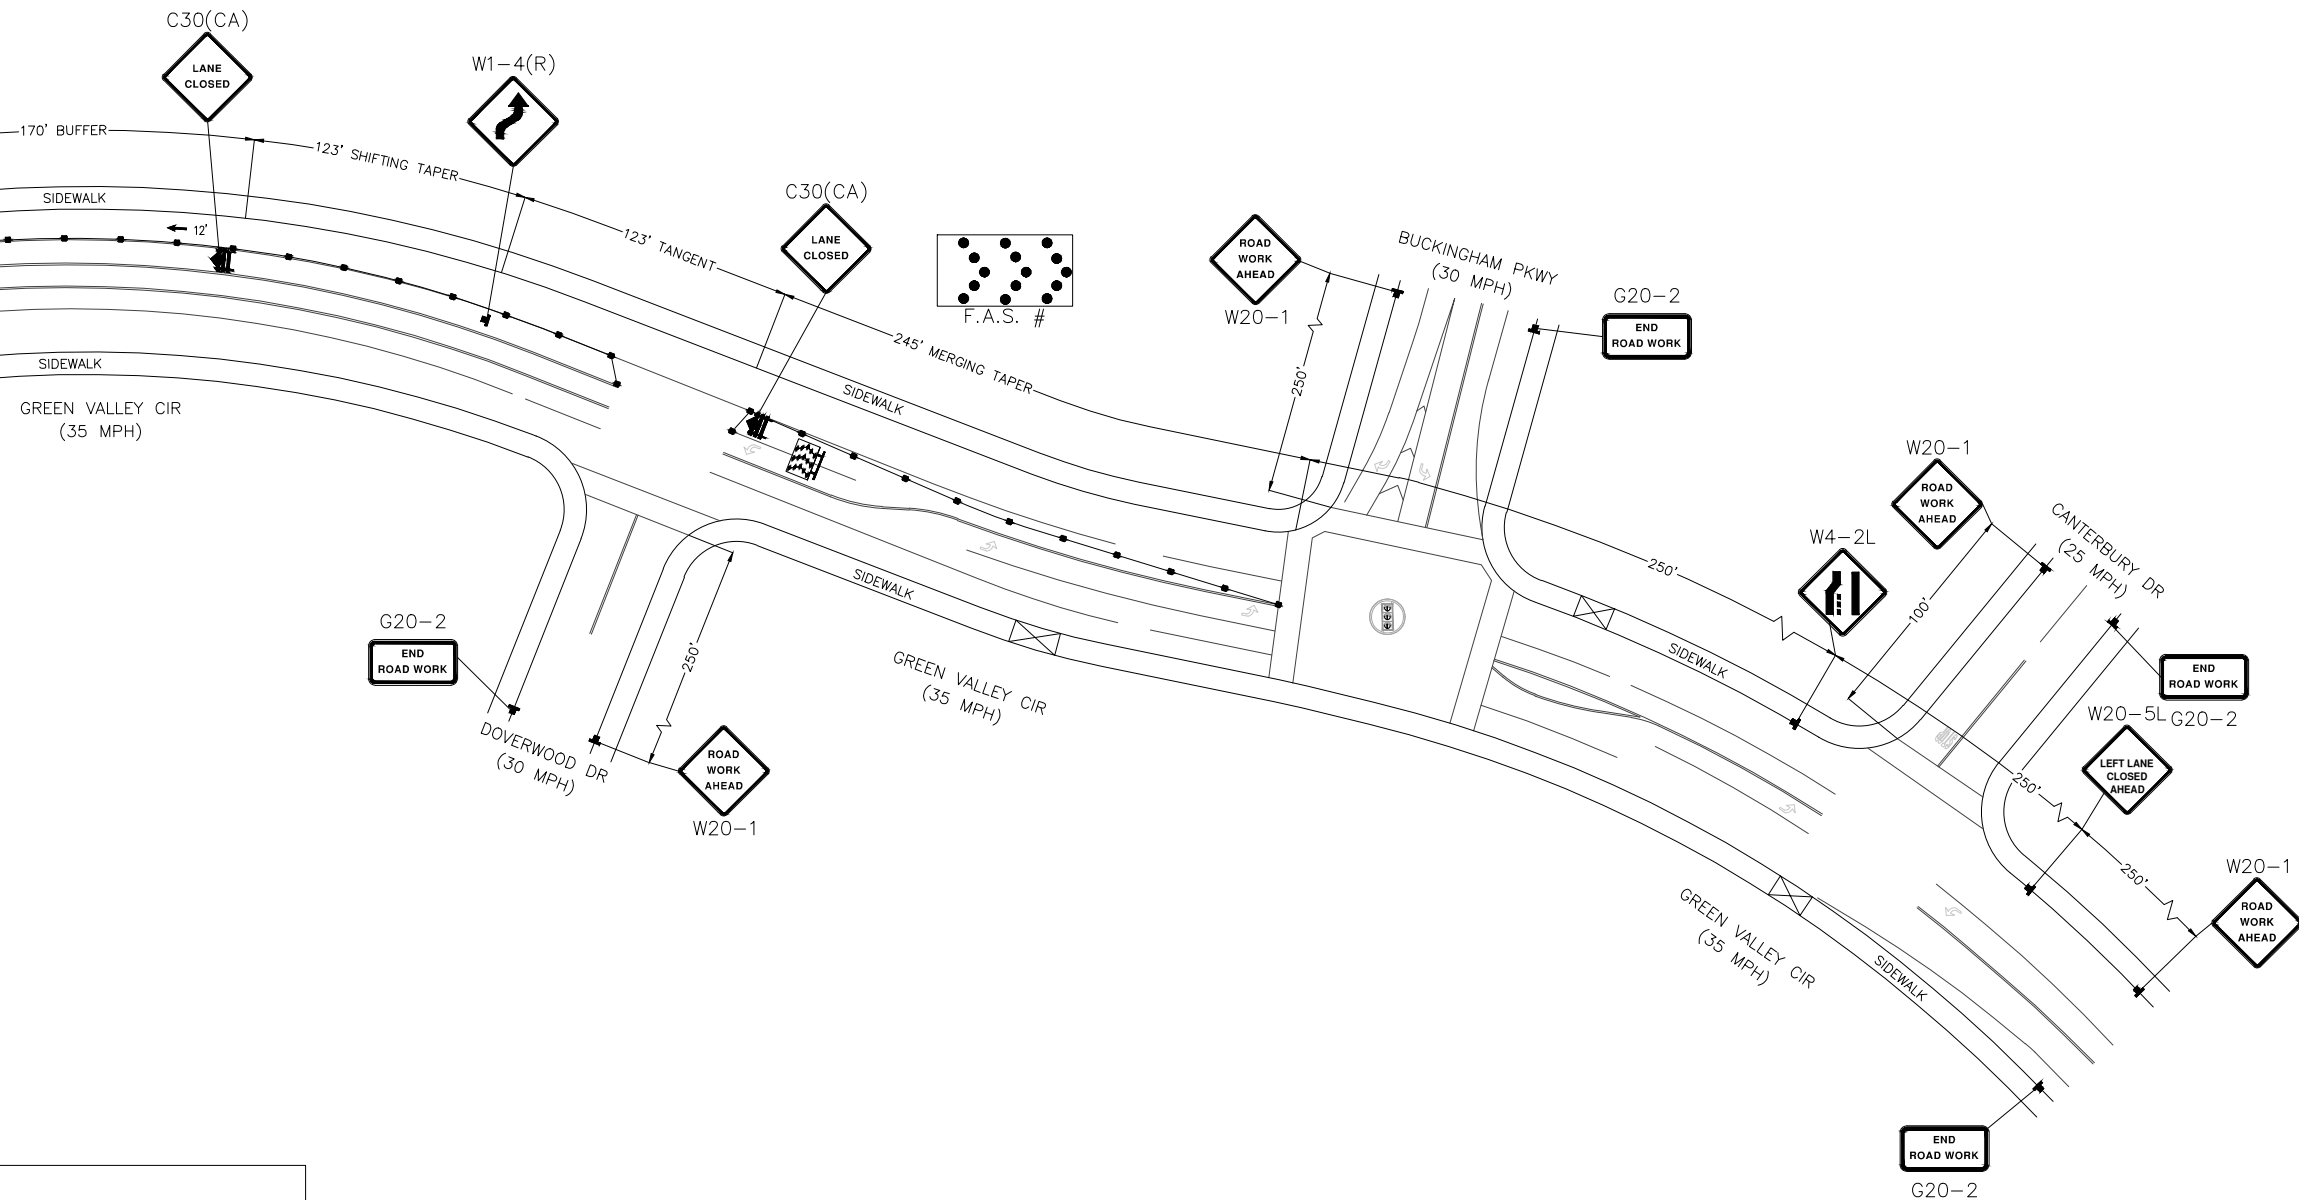 C30(CA)
LANE
CLOSED
W1-4(R)
170' BUFFER
123' SHIFTING TAPER
SIDEWALK
12'
123' TANGENT
C30(CA)
LANE
CLOSED
F.A.S. #
245' MERGING TAPER
SIDEWALK
ROAD
WORK
AHEAD
W20-1
250'
BUCKINGHAM PKWY
(30 MPH)
G20-2
END
ROAD WORK
SIDEWALK
GREEN VALLEY CIR
(35 MPH)
G20-2
END
ROAD WORK
DOVERWOOD DR
(30 MPH)
250'
ROAD
WORK
AHEAD
W20-1
SIDEWALK
GREEN VALLEY CIR
(35 MPH)
250'
SIDEWALK
W4-2L
W20-1
ROAD
WORK
AHEAD
100'
CANTERBURY DR
(25 MPH)
END
ROAD WORK
G20-2
W20-5L
LEFT LANE
CLOSED
AHEAD
250'
250'
W20-1
ROAD
WORK
AHEAD
GREEN VALLEY CIR
(35 MPH)
SIDEWALK
END
ROAD WORK
G20-2